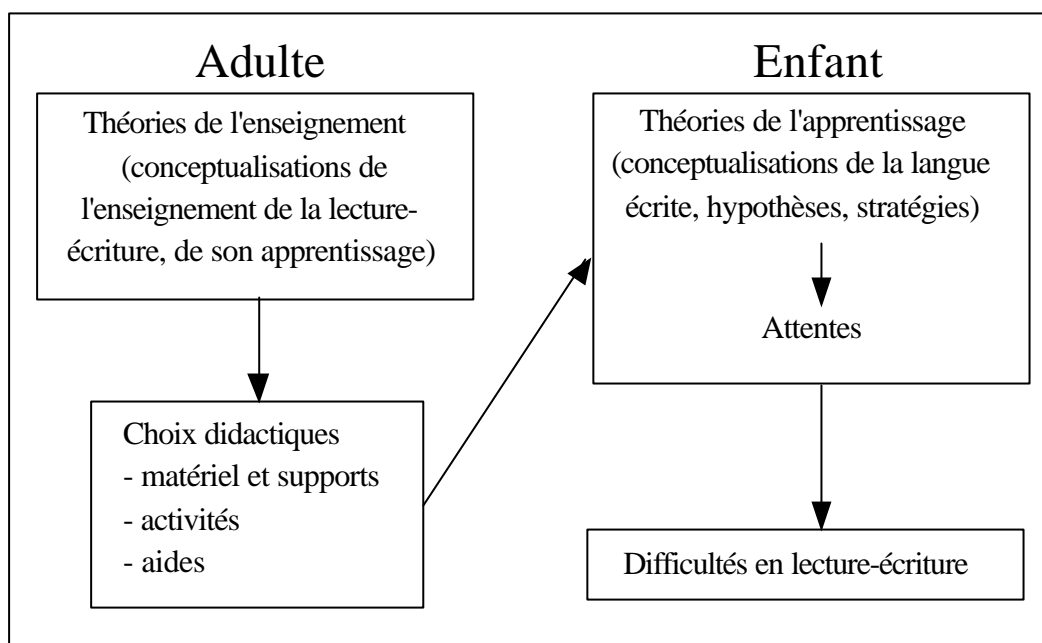 Adulte
Théories de l'enseignement
(conceptualisations de
l'enseignement de la lecture-
écriture, de son apprentissage)
Choix didactiques
- matériel et supports
- activités
- aides
Enfant
Théories de l'apprentissage
(conceptualisations de la langue
écrite, hypothèses, stratégies)
Attentes
Difficultés en lecture-écriture